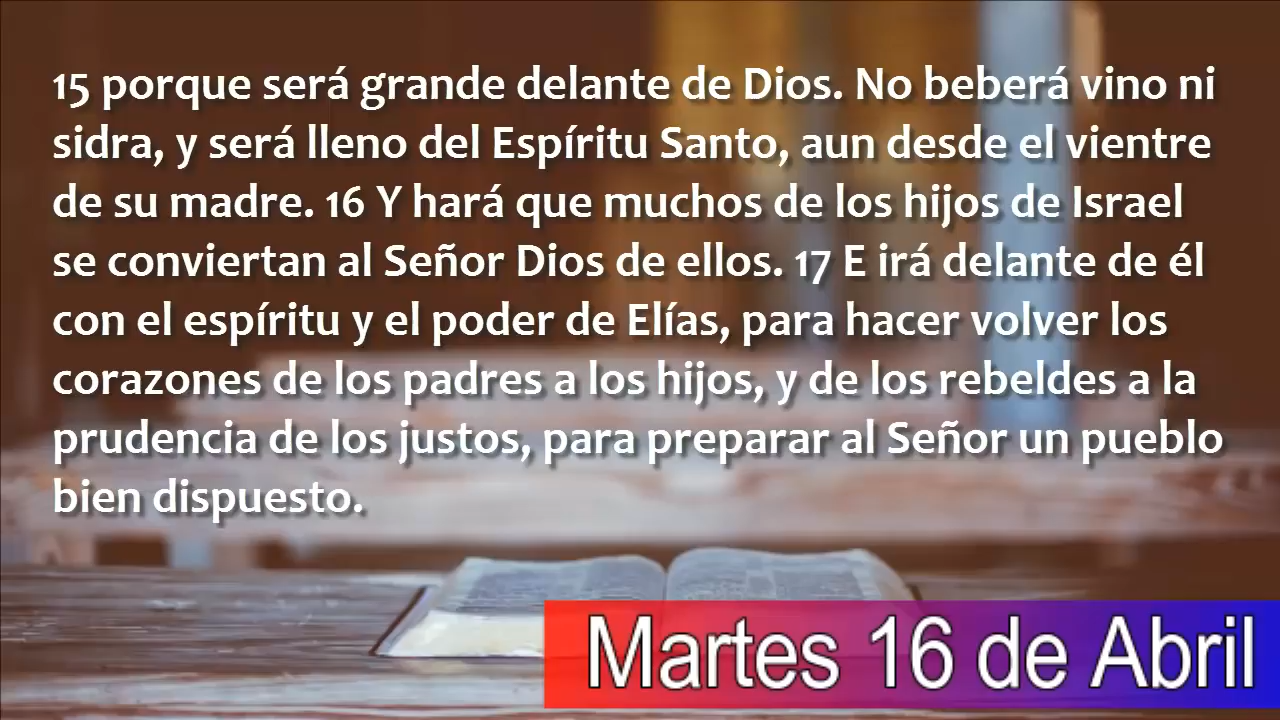 15 porque será grande delante de Dios. No beberá vino ni
sidra, y será lleno del Espíritu Santo, aun desde el vientre
de su madre. 16 Y hará que muchos de los hijos de Israel
se conviertan al Señor Dios de ellos. 17 E irá delante de él
con el espíritu y el poder de Elías, para hacer volver los
corazones de los padres a los hijos, y de los rebeldes a la
prudencia de los justos, para preparar al Señor un pueblo
bien dispuesto.
Martes 16 de Abril